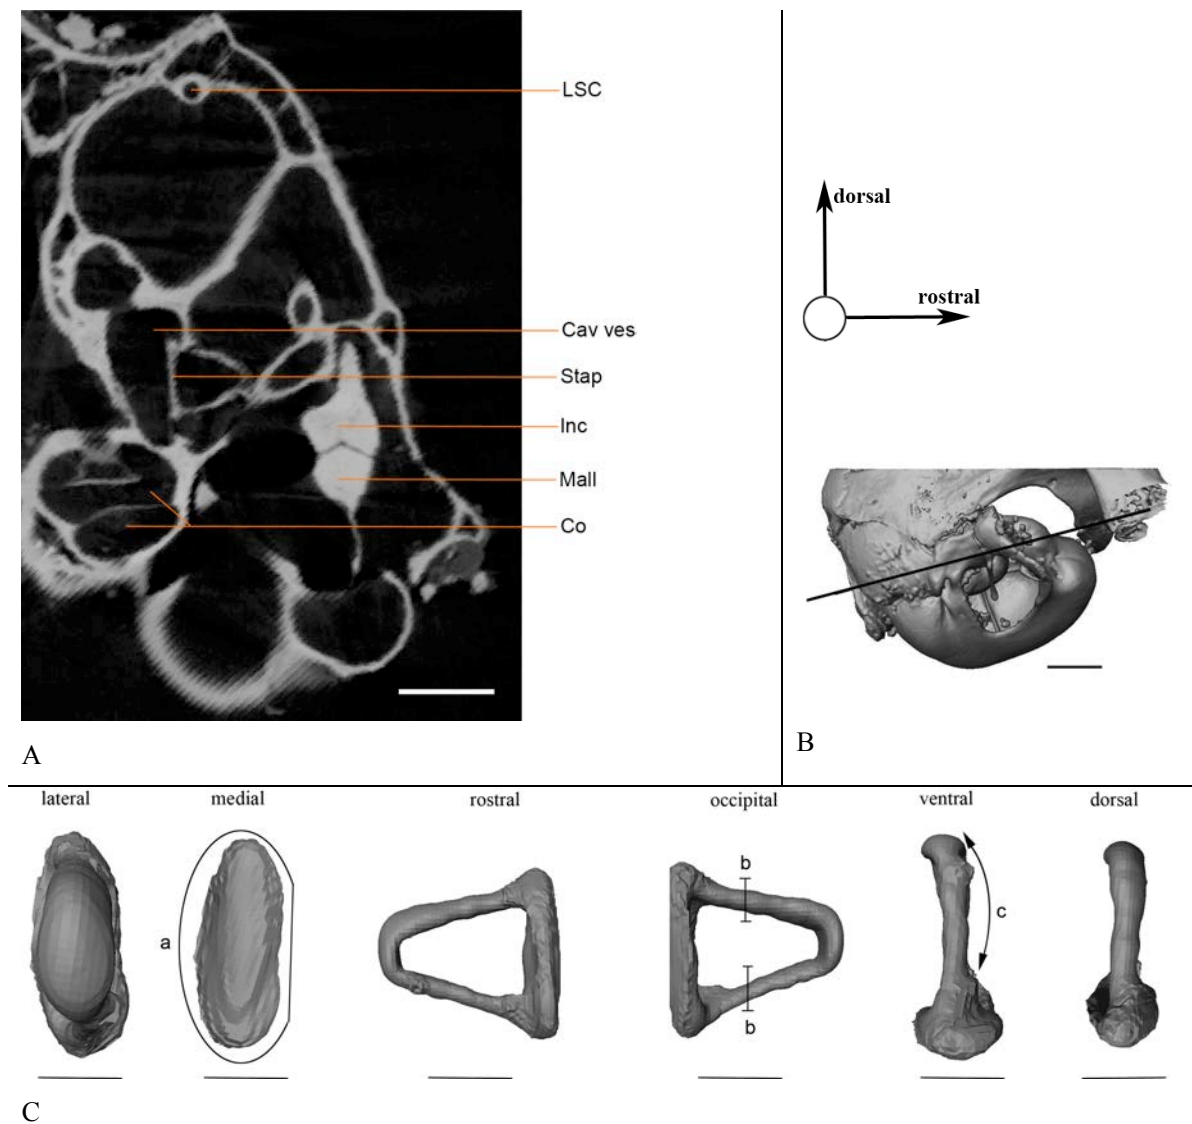 LSC
Cav ves
Stap
Inc
Mall
Co
A
dorsal
rostral
B
lateral medial rostral occipital ventral dorsal
a
b
b
c
C